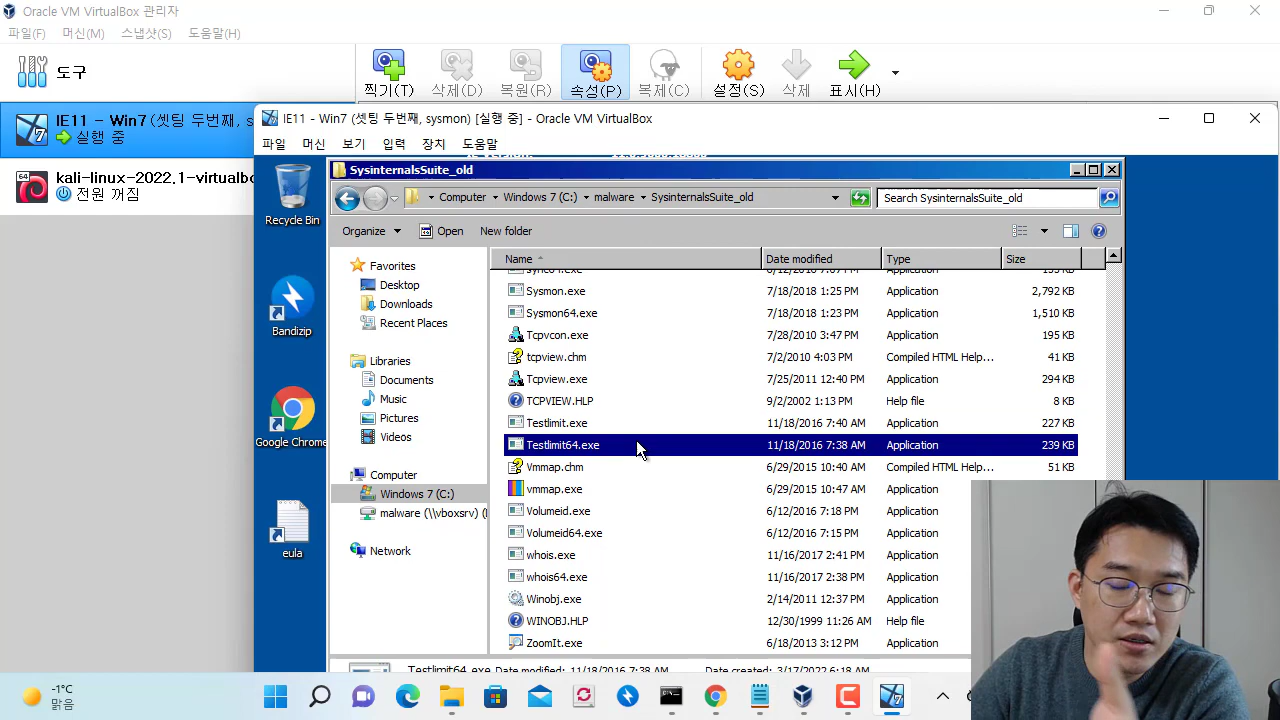 Oracle VM VirtualBox 관리자
파일(F) 머신(M) 스냅샷(S) 도움말(H)
도구
찍기(T) 삭제(D) 복원(R) 속성(P) 복제(C) 설정(S) 삭제 표시(H)
IE11 - Win7 (셋팅 두번째, s
실행 중
64
kali-linux-2022.1-virtualbo
전원 꺼짐
IE11 - Win7 (셋팅 두번째, sysmon) [실행 중] - Oracle VM VirtualBox
파일 머신 보기 입력 장치 도움말
Recycle Bin
Bandizip
Google Chrome
eula
SysinternalsSuite_old
Computer Windows 7 (C:) malware SysinternalsSuite_old
Search SysinternalsSuite_old
Organize Open New folder
Favorites
Desktop
Downloads
Recent Places
Libraries
Documents
Music
Pictures
Videos
Computer
Windows 7 (C:)
malware (\\vboxsrv) (
Network
Name Date modified Type Size
Sysmon.exe 7/18/2018 1:25 PM Application 2,792 KB
Sysmon64.exe 7/18/2018 1:23 PM Application 1,510 KB
Tcpvcon.exe 7/28/2010 3:47 PM Application 195 KB
tcpview.chm 7/2/2010 4:03 PM Compiled HTML Help... 41 KB
Tcpview.exe 7/25/2011 12:40 PM Application 294 KB
TCPVIEW.HLP 9/2/2002 1:13 PM Help file 8 KB
Testlimit.exe 11/18/2016 7:40 AM Application 227 KB
Testlimit64.exe 11/18/2016 7:38 AM Application 239 KB
Vmmap.chm 6/29/2015 10:40 AM Compiled HTML Help... 51 KB
vmmap.exe 6/29/2015 10:47 AM Application
Volumeid.exe 6/12/2016 7:18 PM Application
Volumeid64.exe 6/12/2016 7:15 PM Application
whois.exe 11/16/2017 2:41 PM Application
whois64.exe 11/16/2017 2:38 PM Application
Winobj.exe 2/14/2011 12:37 PM Application
WINOBJ.HLP 12/30/1999 11:26 AM Help file
ZoomIt.exe 6/18/2013 3:12 PM Application
Testlimit64.exe Date modified: 11/18/2016 7:38 AM Date created: 3/17/2022 6:18 AM
-1°C
맑음